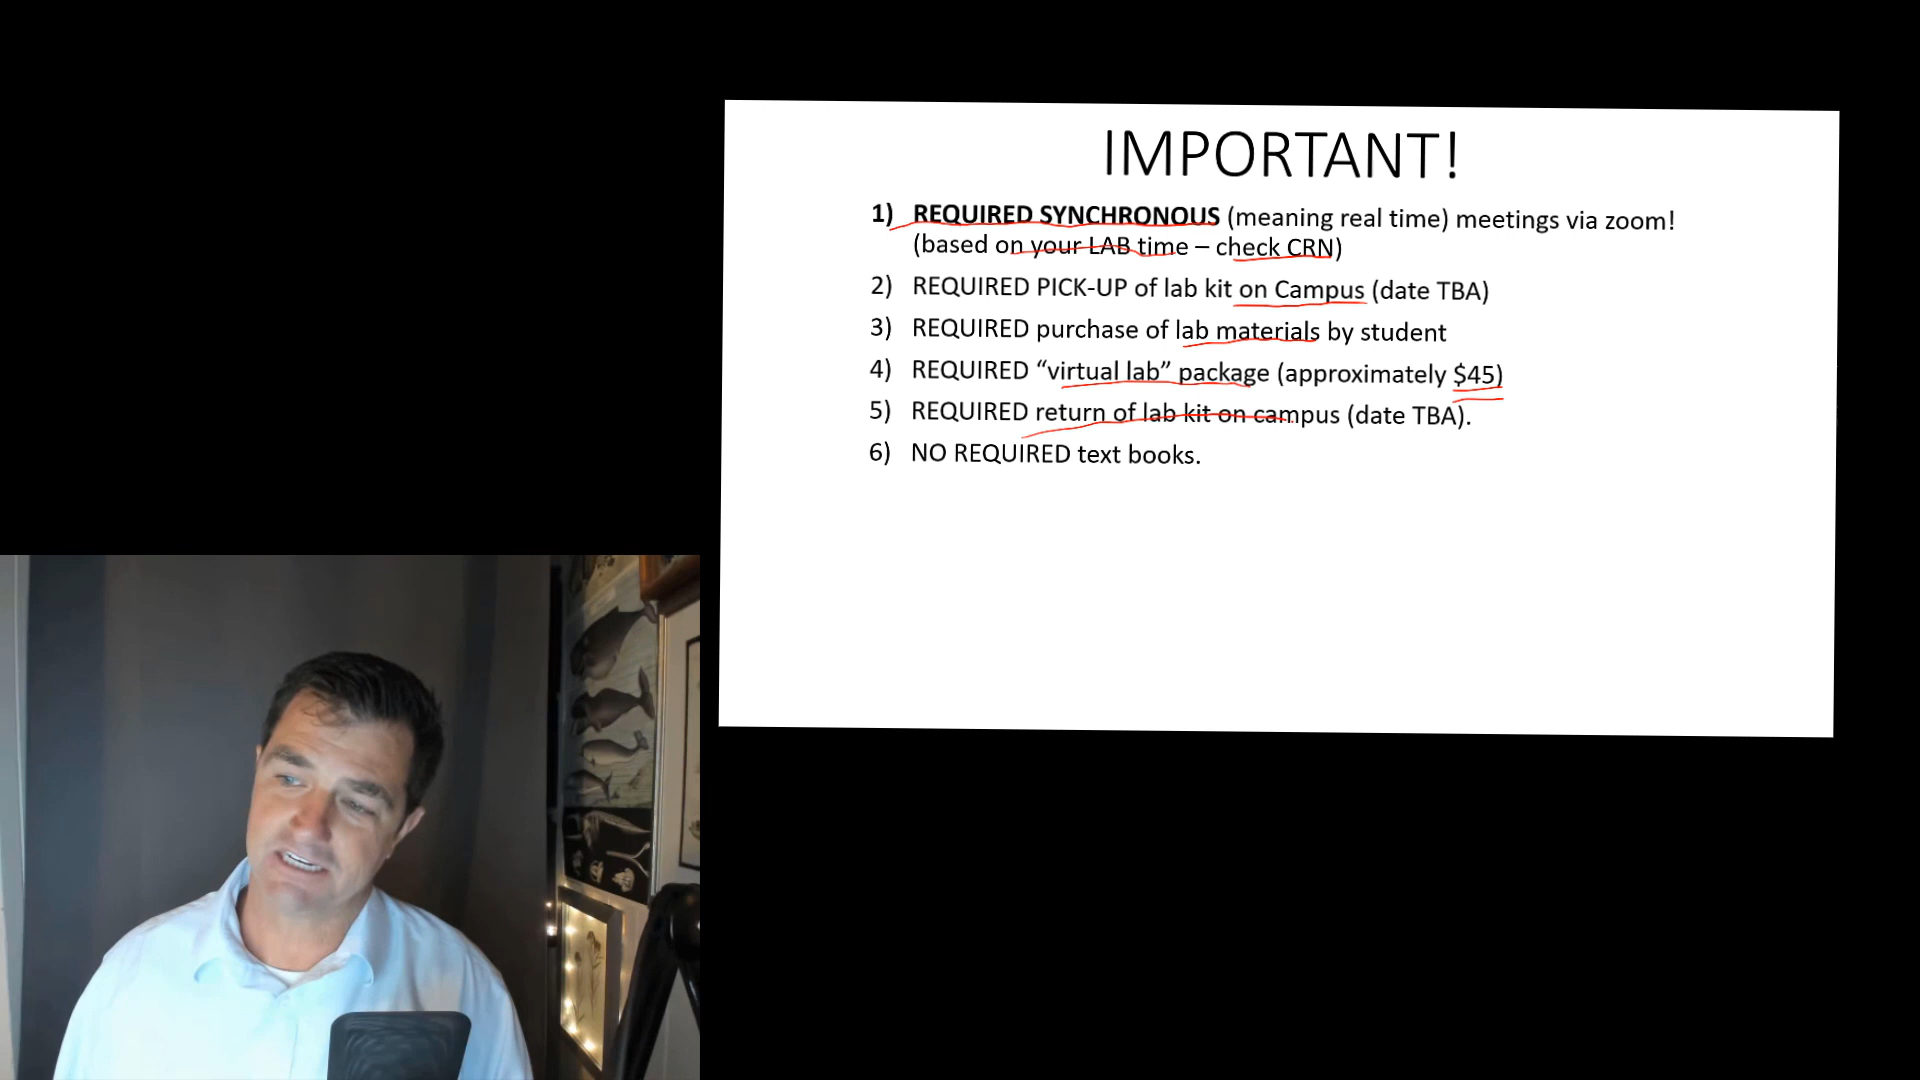 IMPORTANT!
1) REQUIRED SYNCHRONOUS (meaning real time) meetings via zoom!
(based on your LAB time – check CRN)
2) REQUIRED PICK-UP of lab kit on Campus (date TBA)
3) REQUIRED purchase of lab materials by student
4) REQUIRED “virtual lab” package (approximately $45)
5) REQUIRED return of lab kit on campus (date TBA).
6) NO REQUIRED text books.